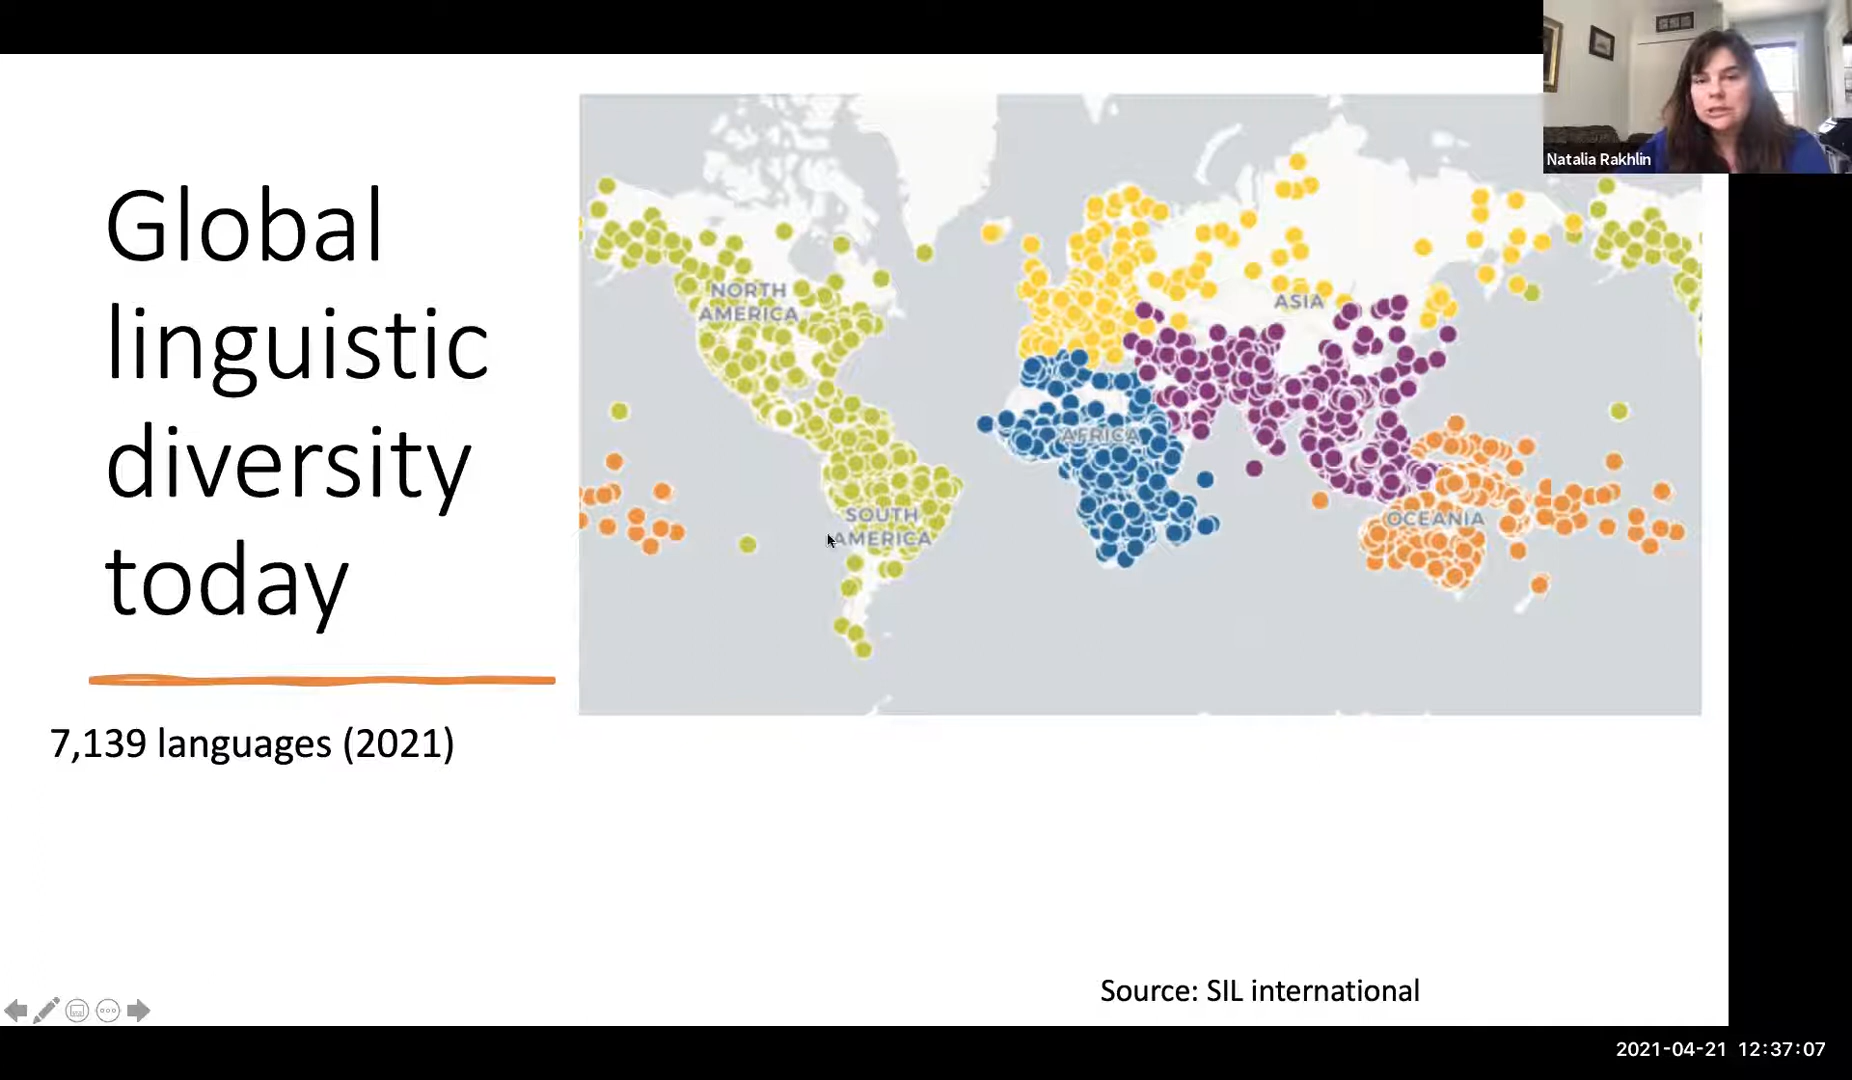 Natalia Rakhlin
Global
linguistic
diversity
today
NORTH
AMERICA
ASIA
AFRICA
SOUTH
AMERICA
OCEANIA
7,139 languages (2021)
Source: SIL international
2021-04-21 12:37:07